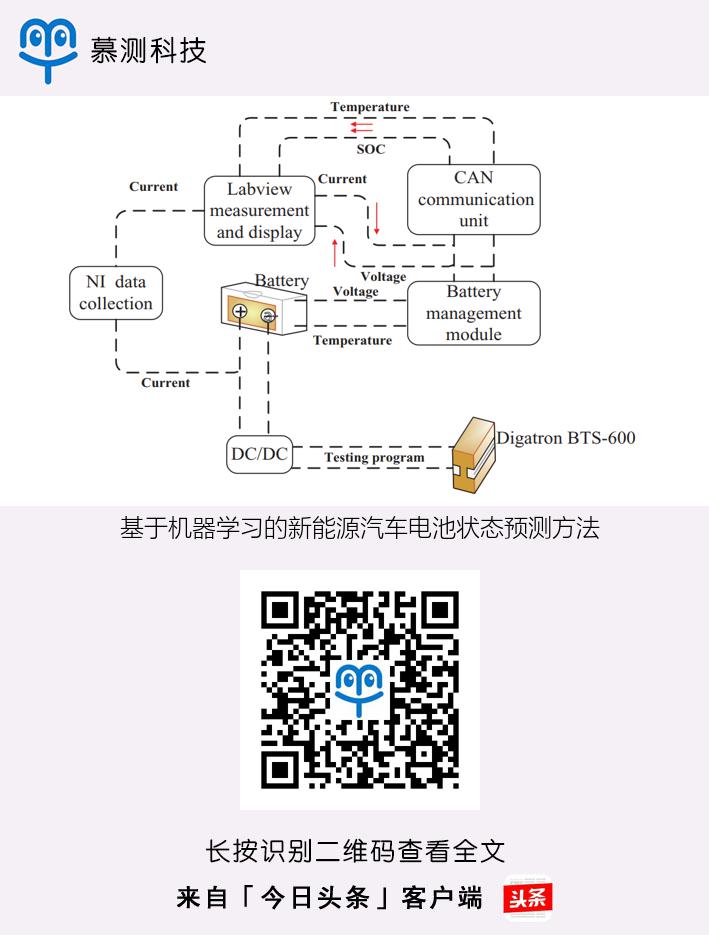 慕测科技
Temperature
SOC
Current
Current
Labview
measurement
and display
CAN
communication
unit
NI data
collection
Battery
Voltage
Voltage
Battery
management
module
Temperature
Current
DC/DC
Testing program
Digatron BTS-600
基于机器学习的新能源汽车电池状态预测方法
长按识别二维码查看全文
来自「今日头条」客户端
头条